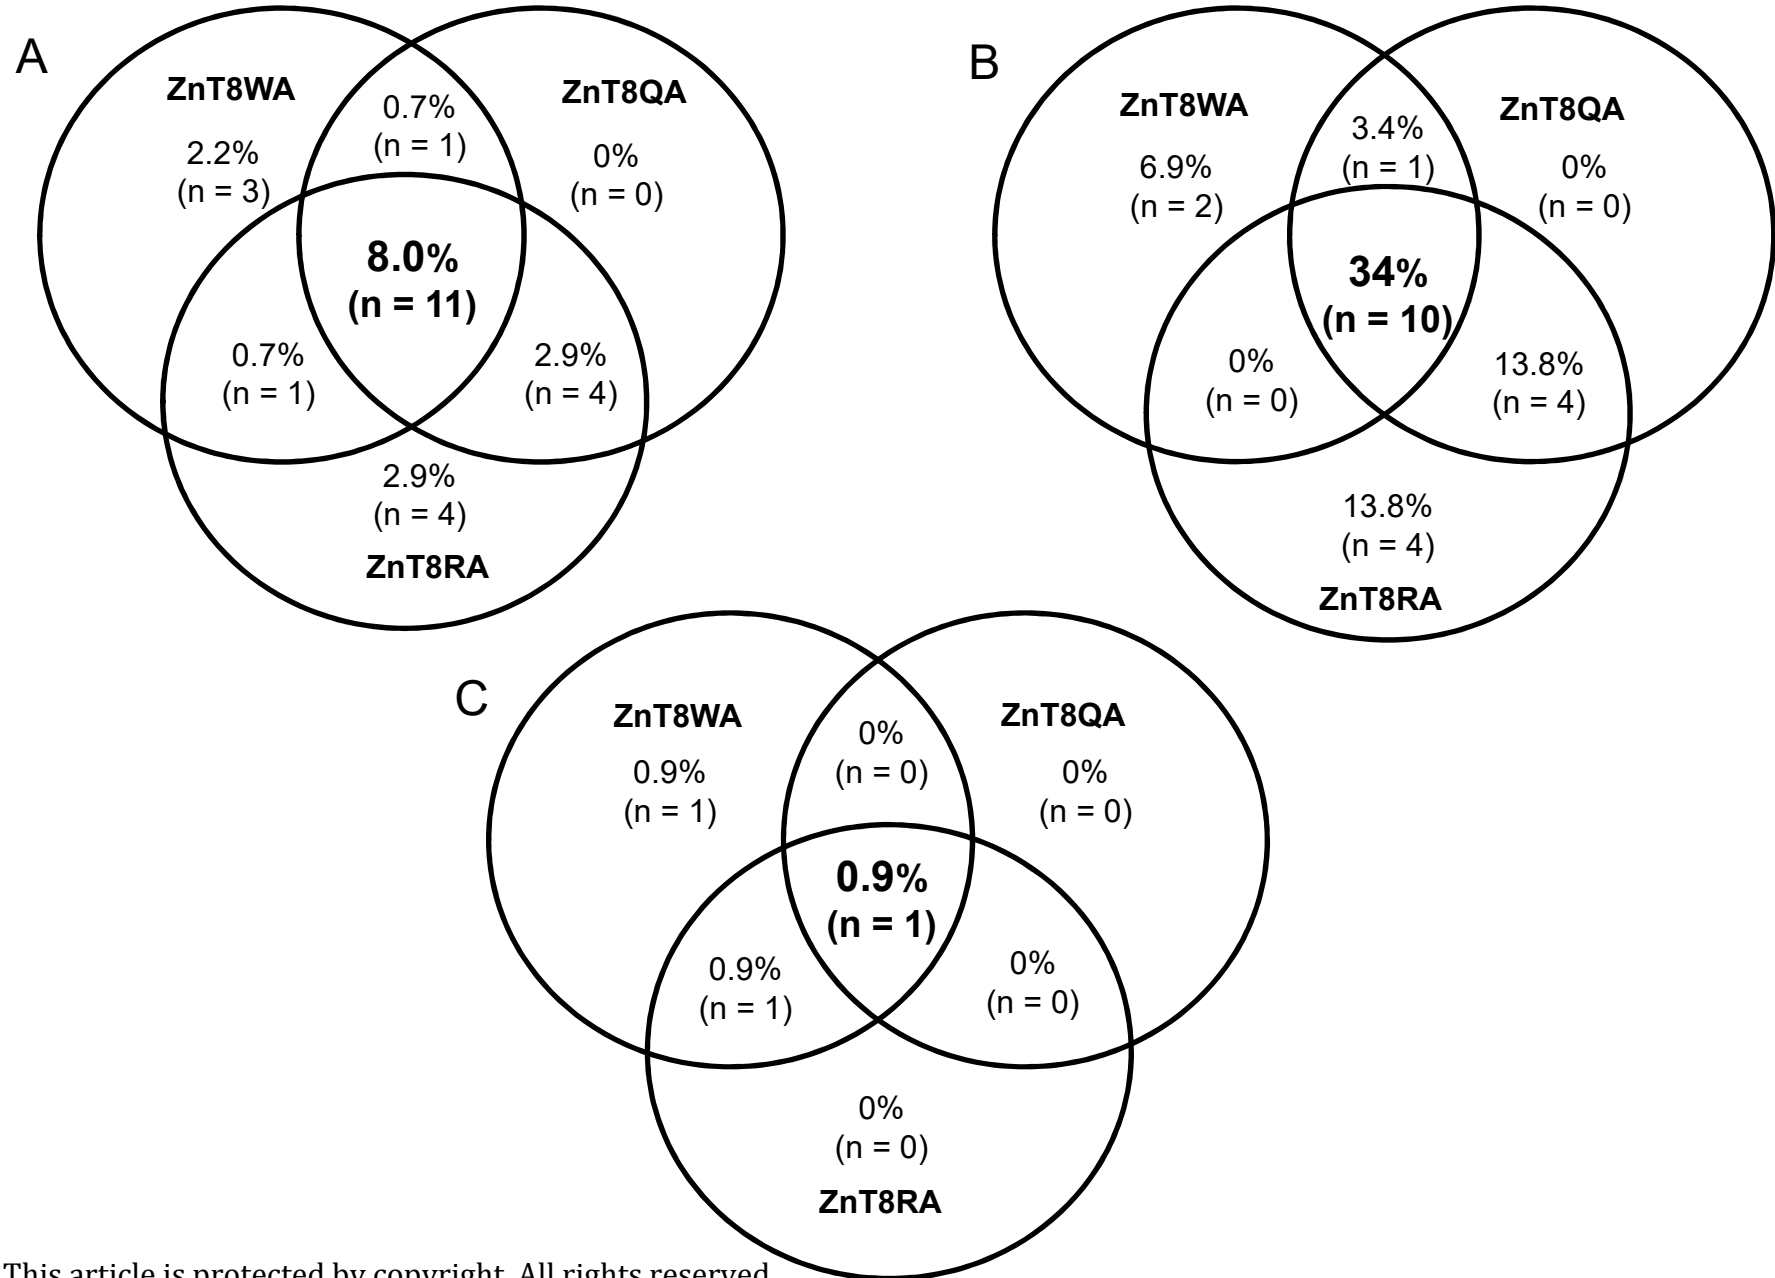 A
ZnT8WA
2.2%
(n = 3)
0.7%
(n = 1)
ZnT8QA
0%
(n = 0)
8.0%
(n = 11)
0.7%
(n = 1)
2.9%
(n = 4)
2.9%
(n = 4)
ZnT8RA
B
ZnT8WA
6.9%
(n = 2)
3.4%
(n = 1)
ZnT8QA
0%
(n = 0)
34%
(n = 10)
0%
(n = 0)
13.8%
(n = 4)
13.8%
(n = 4)
ZnT8RA
C
ZnT8WA
0.9%
(n = 1)
0%
(n = 0)
ZnT8QA
0%
(n = 0)
0.9%
(n = 1)
0.9%
(n = 1)
0%
(n = 0)
0%
(n = 0)
ZnT8RA
This article is protected by copyright. All rights reserved